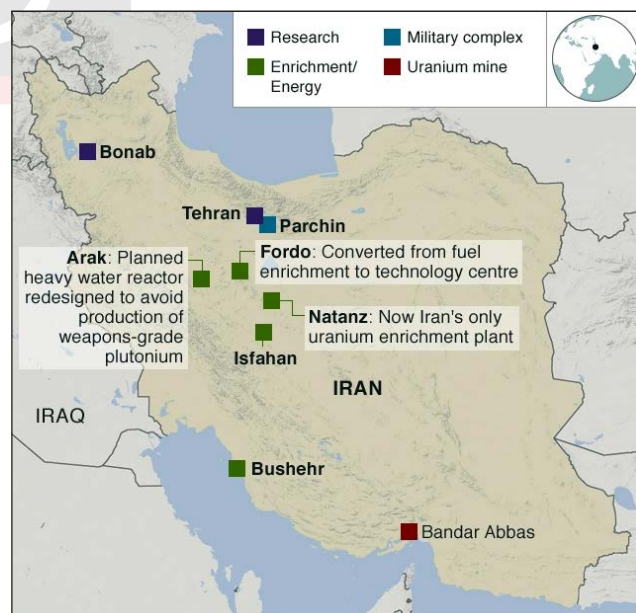 Research
Military complex
Enrichment/
Energy
Uranium mine
Bonab
Tehran
Parchin
Arak: Planned
heavy water reactor
redesigned to avoid
production of
weapons-grade
plutonium
Fordo: Converted from fuel
enrichment to technology centre
Natanz: Now Iran's only
uranium enrichment plant
Isfahan
IRAN
IRAQ
Bushehr
Bandar Abbas